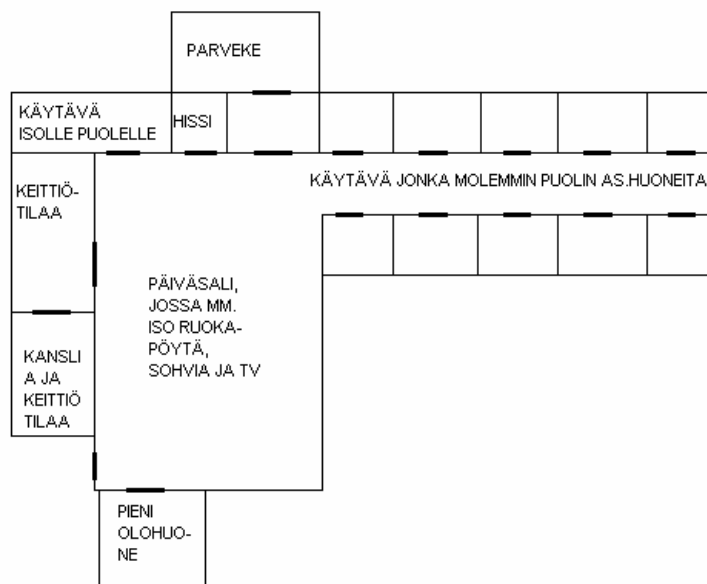 PARVEKE
KÄYTÄVÄ
ISOLLE PUOLELLE
HISSI
KÄYTÄVÄ JONKA MOLEMMIN PUOLIN AS.HUONEITA
KEITTIÖ-
TILAA
PÄIVÄSALI,
JOSSA MM.
ISO RUOKA-
PÖYTÄ,
SOHVIA JA TV
KANSLI
A JA
KEITTIÖ
TILAA
PIENI
OLOHUO-
NE